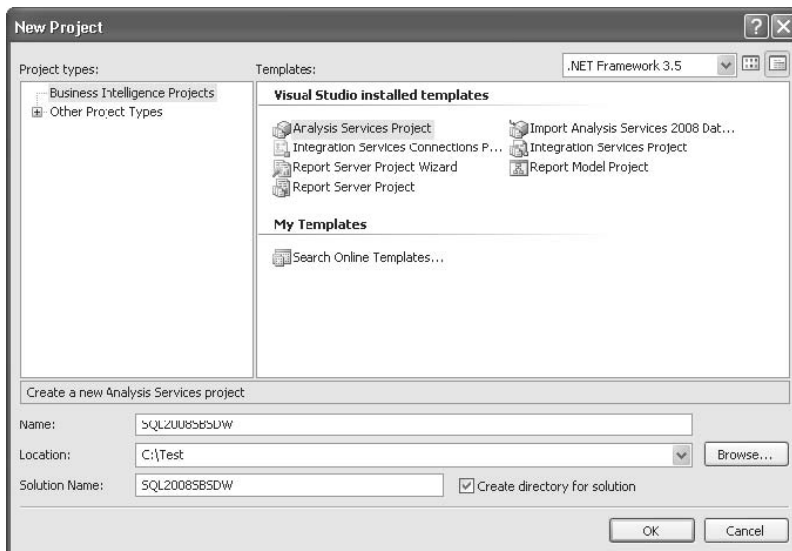 New Project
Project types:
Templates:
.NET Framework 3.5
Business Intelligence Projects
Other Project Types
Visual Studio installed templates
Analysis Services Project
Import Analysis Services 2008 Dat...
Integration Services Connections P...
Integration Services Project
Report Server Project Wizard
Report Model Project
Report Server Project
My Templates
Search Online Templates...
Create a new Analysis Services project
Name:
SQL2008SBSDW
Location:
C:\Test
Browse...
Solution Name:
SQL2008SBSDW
Create directory for solution
OK
Cancel